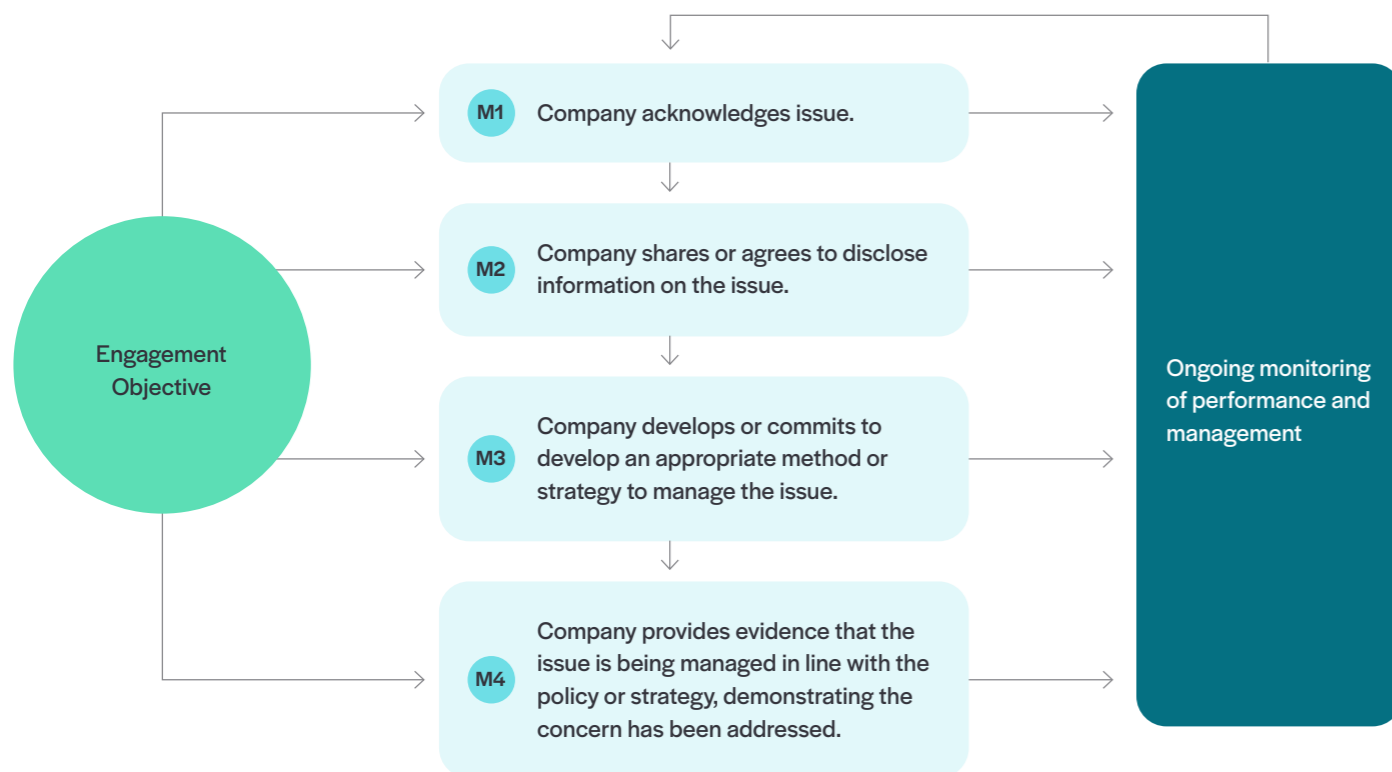 M1
Company acknowledges issue.
M2
Company shares or agrees to disclose
information on the issue.
Engagement
Objective
M3
Company develops or commits to
develop an appropriate method or
strategy to manage the issue.
M4
Company provides evidence that the
issue is being managed in line with the
policy or strategy, demonstrating the
concern has been addressed.
Ongoing monitoring
of performance and
management